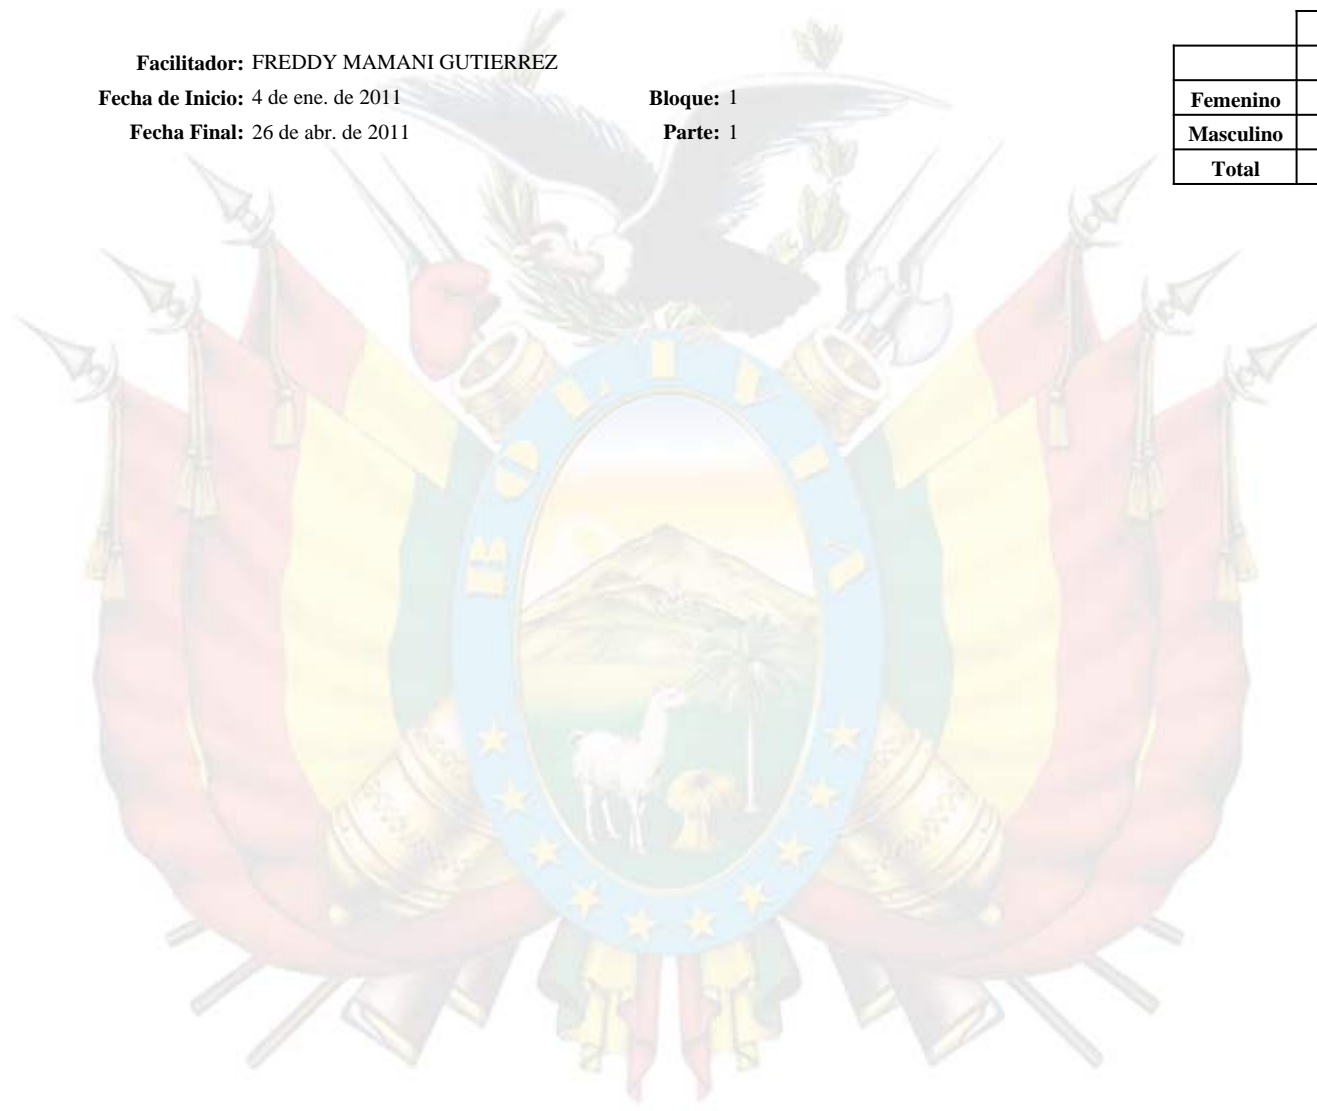 Facilitador: FREDDY MAMANI GUTIERREZ
Fecha de Inicio: 4 de ene. de 2011 Bloque: 1
Fecha Final: 26 de abr. de 2011 Parte: 1
Femenino
Masculino
Total
BOLIVIA